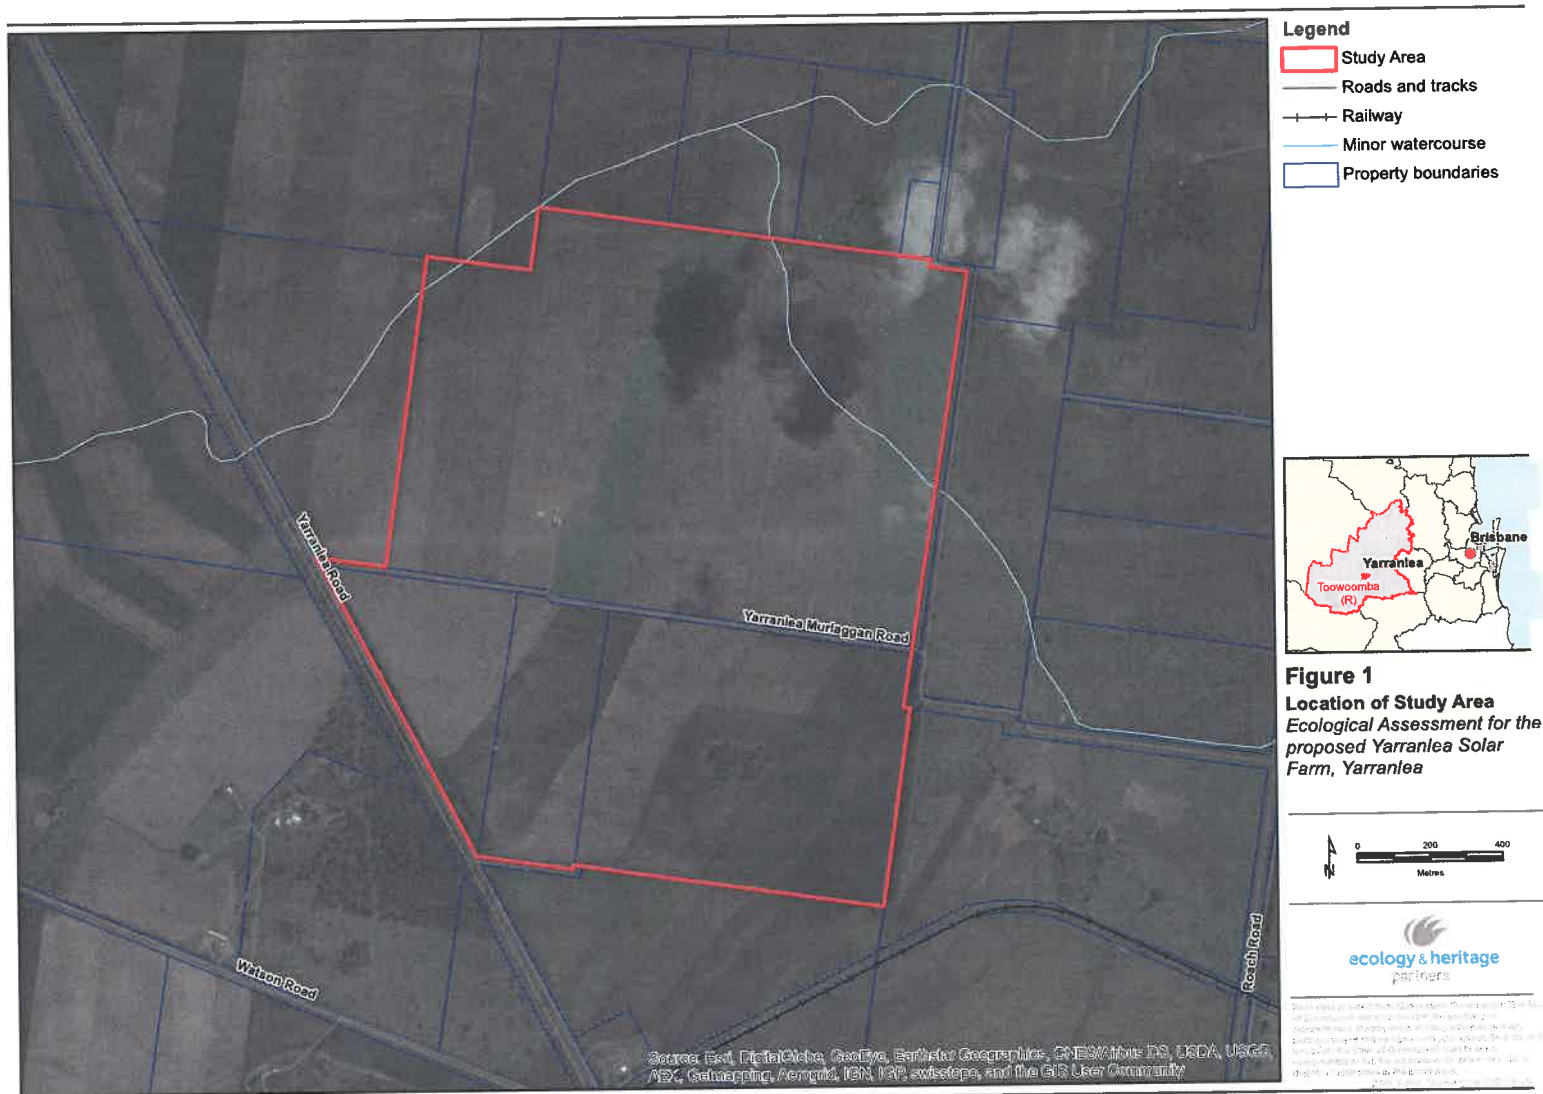 Legend
Study Area
Roads and tracks
Railway
Minor watercourse
Property boundaries
Yarranlea Road
Yarranlea Murlaggan Road
Watson Road
Roach Road
Brisbane
Yarranlea
Toowoomba
(R)
Figure 1
Location of Study Area
Ecological Assessment for the
proposed Yarranlea Solar
Farm, Yarranlea
N
0 200 400
Metres
ecology & heritage
partners
Source: Esri, DigitalGlobe, GeoEye, Earthstar Geographics, CNES/Airbus DS, USDA, USGS,
AEX, Getmapping, Aerogrid, IGN, IGP, swisstopo, and the GIS User Community